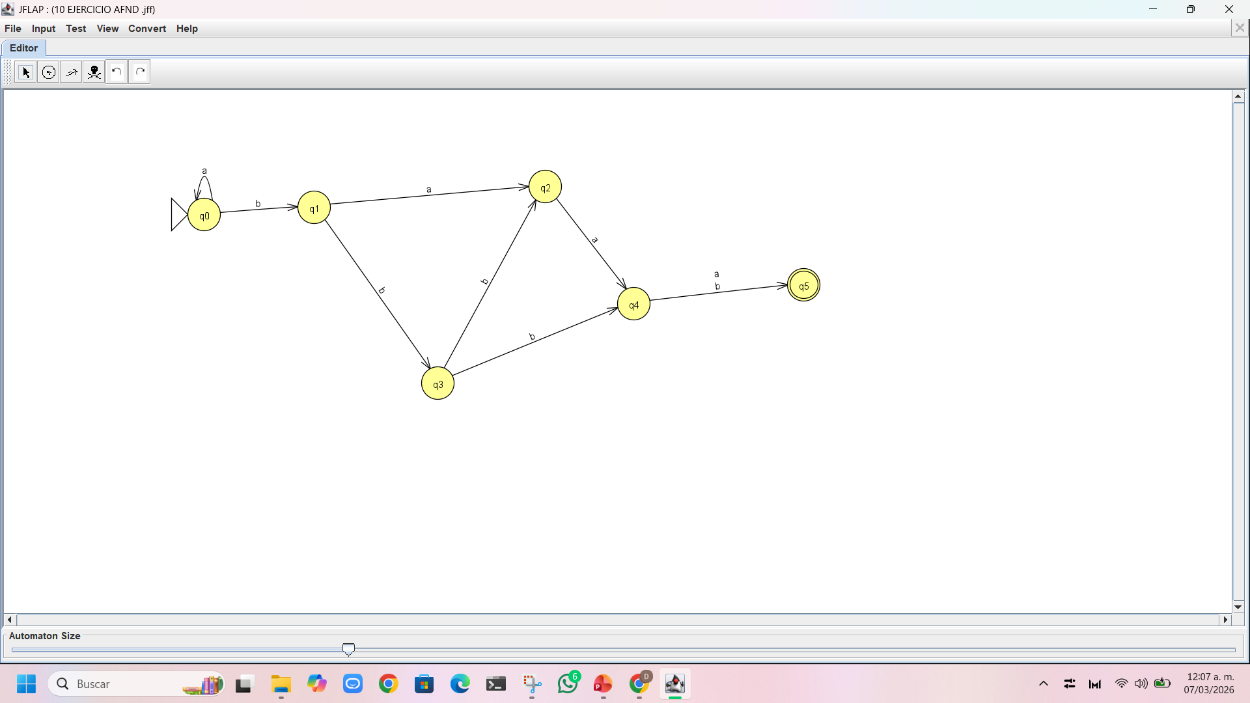 JFLAP : (10 EJERCICIO AFND .jff)
File Input Test View Convert Help
Editor
a
q0
b
q1
a
q2
b
b
a
q3
b
q4
a
b
q5
Automaton Size
Buscar
6
D
12:07 a. m.
07/03/2026